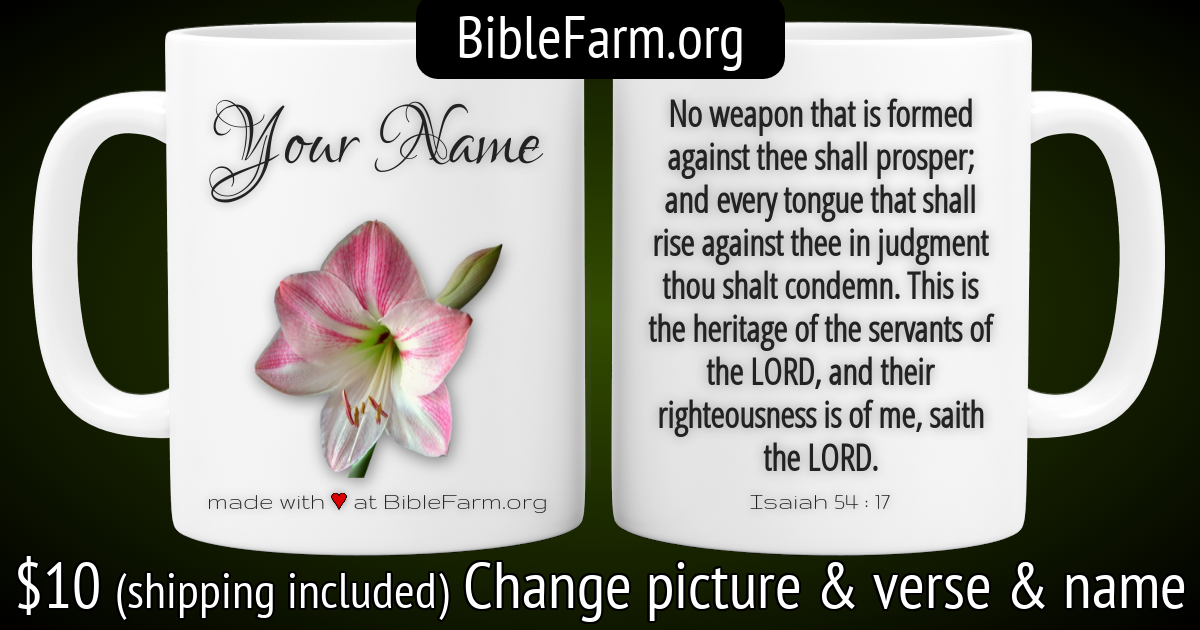 BibleFarm.org
Your Name
made with ♥ at BibleFarm.org
No weapon that is formed
against thee shall prosper;
and every tongue that shall
rise against thee in judgment
thou shalt condemn. This is
the heritage of the servants of
the LORD, and their
righteousness is of me, saith
the LORD.
Isaiah 54 : 17
$10 (shipping included) Change picture & verse & name